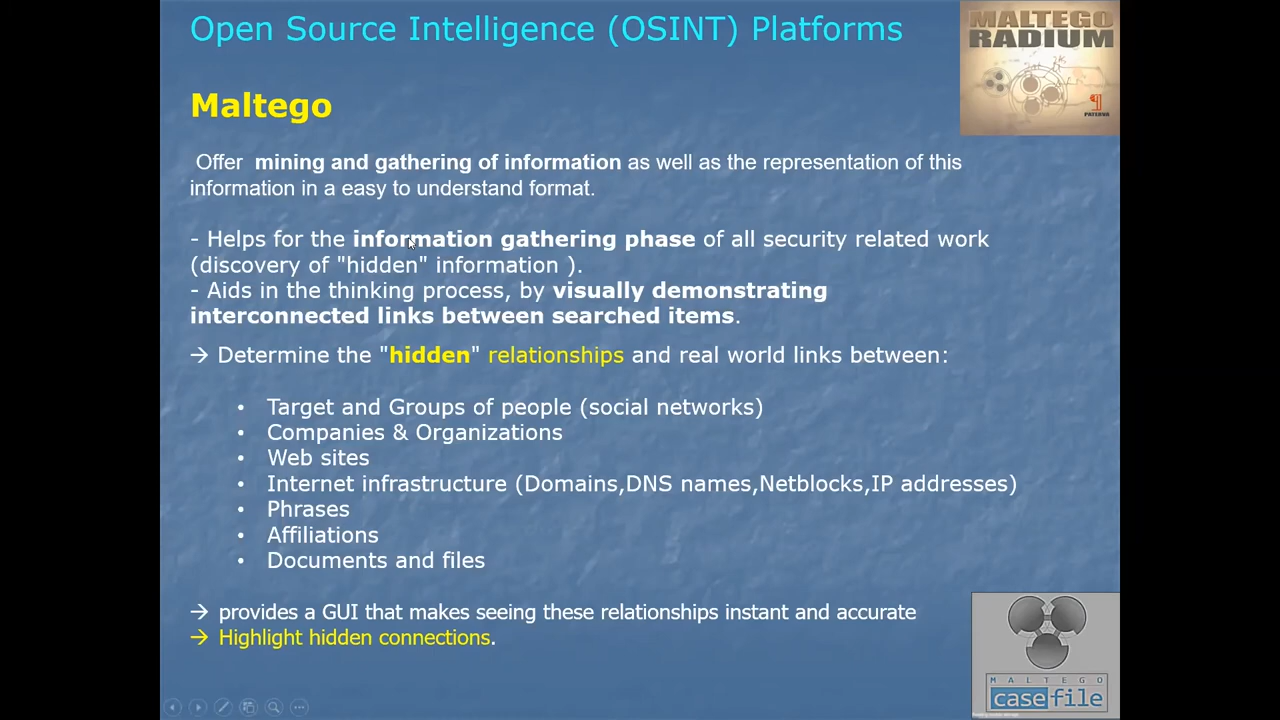 Open Source Intelligence (OSINT) Platforms
MALTEGO
RADIUM
PATERVA
Maltego
Offer mining and gathering of information as well as the representation of this
information in a easy to understand format.
- Helps for the information gathering phase of all security related work
(discovery of "hidden" information ).
- Aids in the thinking process, by visually demonstrating
interconnected links between searched items.
→ Determine the "hidden" relationships and real world links between:
• Target and Groups of people (social networks)
• Companies & Organizations
• Web sites
• Internet infrastructure (Domains,DNS names,Netblocks,IP addresses)
• Phrases
• Affiliations
• Documents and files
→ provides a GUI that makes seeing these relationships instant and accurate
→ Highlight hidden connections.
MALTEGO
casefile